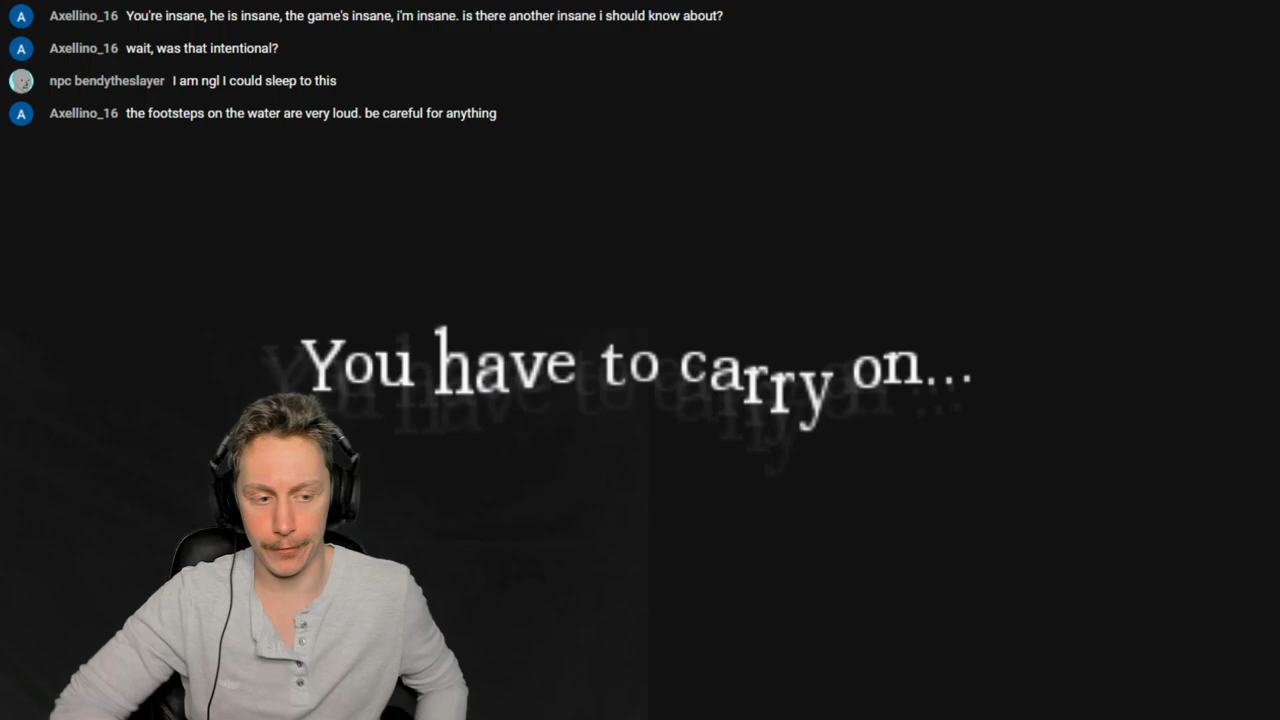 A Axellino_16 You're insane, he is insane, the game's insane, i'm insane. is there another insane i should know about?
A Axellino_16 wait, was that intentional?
npc bendytheslayer I am ngl I could sleep to this
A Axellino_16 the footsteps on the water are very loud. be careful for anything
You have to carry on...